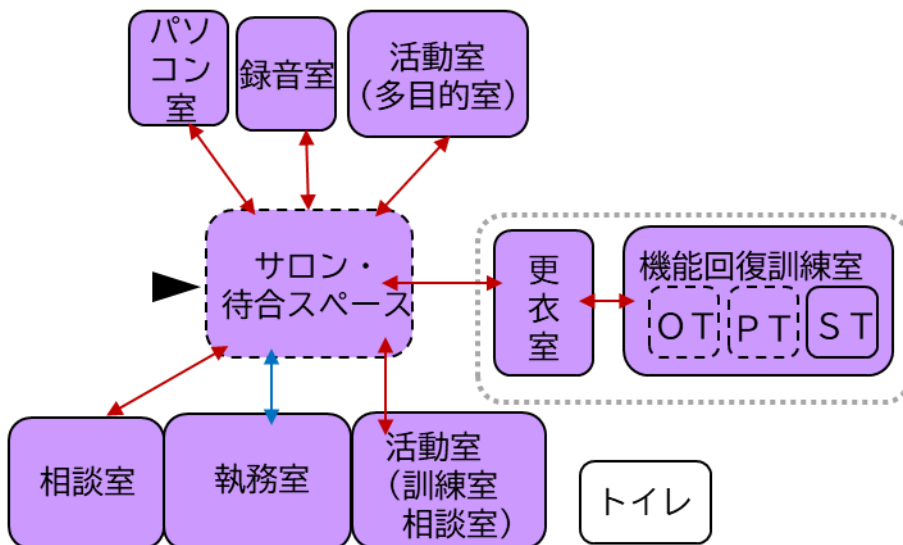 パソ
コン
室
録音室
活動室
（多目的室）
サロン・
待合スペース
更
衣
室
機能回復訓練室
ＯＴ
ＰＴ
ＳＴ
相談室
執務室
活動室
（訓練室
相談室）
トイレ